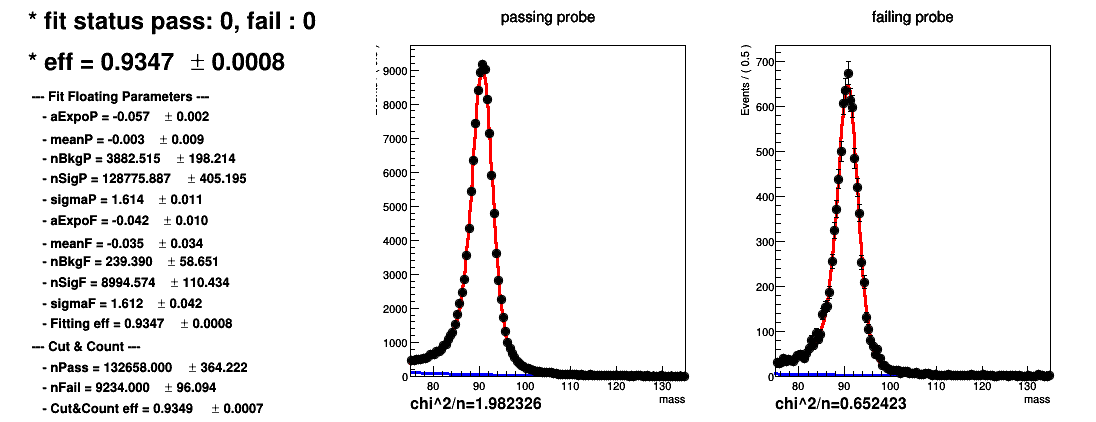 * fit status pass: 0, fail : 0
* eff = 0.9347 ± 0.0008
--- Fit Floating Parameters ---
- aExpoP = -0.057 ± 0.002
- meanP = -0.003 ± 0.009
- nBkgP = 3882.515 ± 198.214
- nSigP = 128775.887 ± 405.195
- sigmaP = 1.614 ± 0.011
- aExpoF = -0.042 ± 0.010
- meanF = -0.035 ± 0.034
- nBkgF = 239.390 ± 58.651
- nSigF = 8994.574 ± 110.434
- sigmaF = 1.612 ± 0.042
- Fitting eff = 0.9347 ± 0.0008
--- Cut & Count ---
- nPass = 132658.000 ± 364.222
- nFail = 9234.000 ± 96.094
- Cut&Count eff = 0.9349 ± 0.0007
passing probe
9000
8000
7000
6000
5000
4000
3000
2000
1000
0
80 90 100 110 120 130
mass
chi^2/n=1.982326
failing probe
Events / ( 0.5 )
700
600
500
400
300
200
100
0
80 90 100 110 120 130
mass
chi^2/n=0.652423